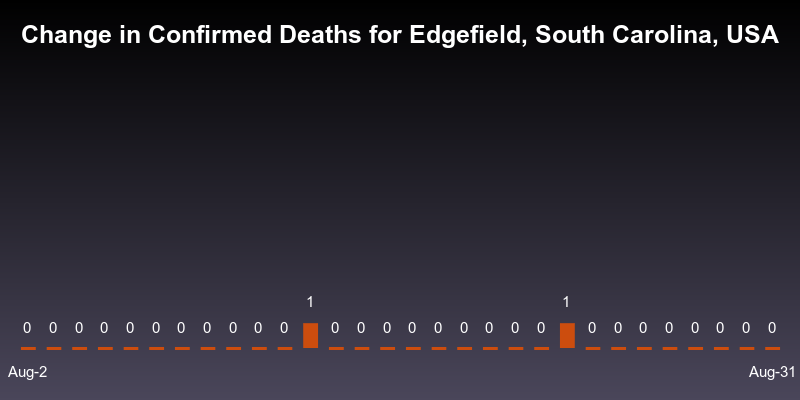 Change in Confirmed Deaths for Edgefield, South Carolina, USA
1 1
0 0 0 0 0 0 0 0 0 0 0 0 0 0 0 0 0 0 0 0 0 0 0 0 0 0 0 0
Aug-2 Aug-31